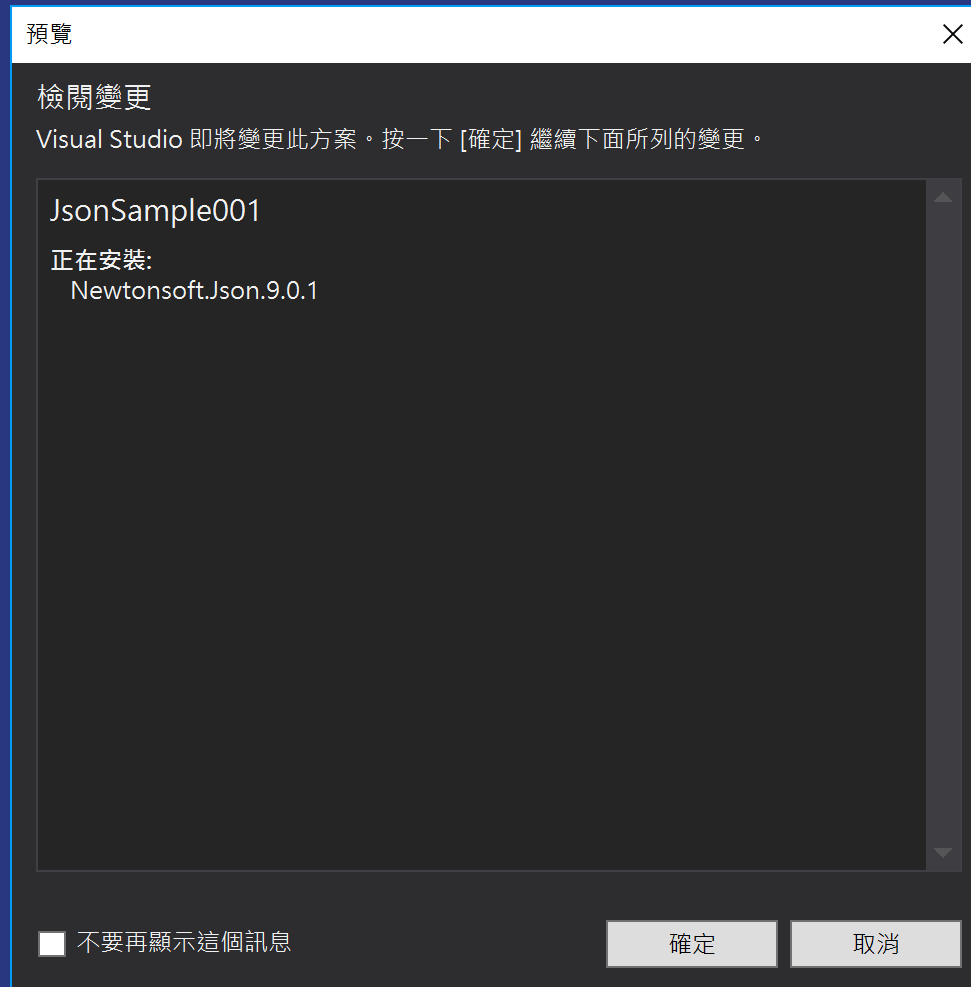 預覽
檢閱變更
Visual Studio 即將變更此方案。按一下 [確定] 繼續下面所列的變更。
JsonSample001
正在安裝:
Newtonsoft.Json.9.0.1
不要再顯示這個訊息
確定
取消